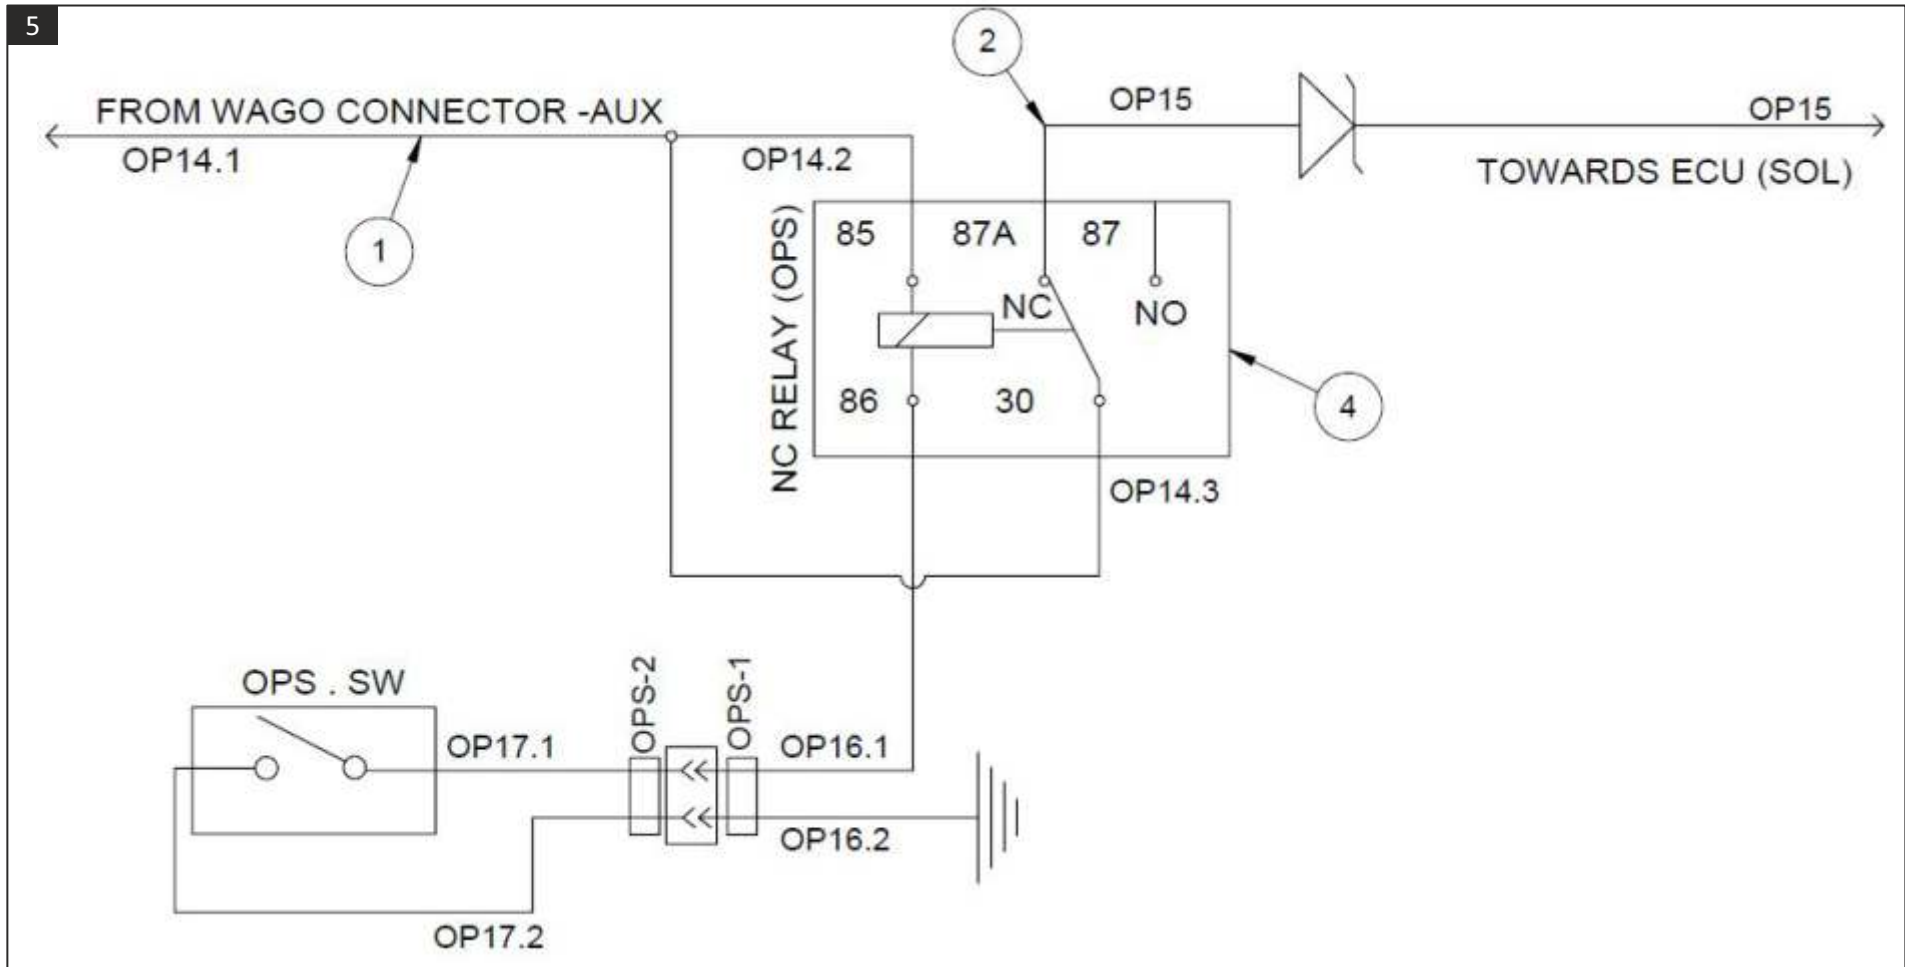 5
2
FROM WAGO CONNECTOR -AUX
OP15
OP15
OP14.1
OP14.2
TOWARDS ECU (SOL)
1
NC RELAY (OPS)
85
87A
87
NC
NO
86
30
4
OP14.3
OPS . SW
OPS-2
OPS-1
OP17.1
OP16.1
OP16.2
OP17.2